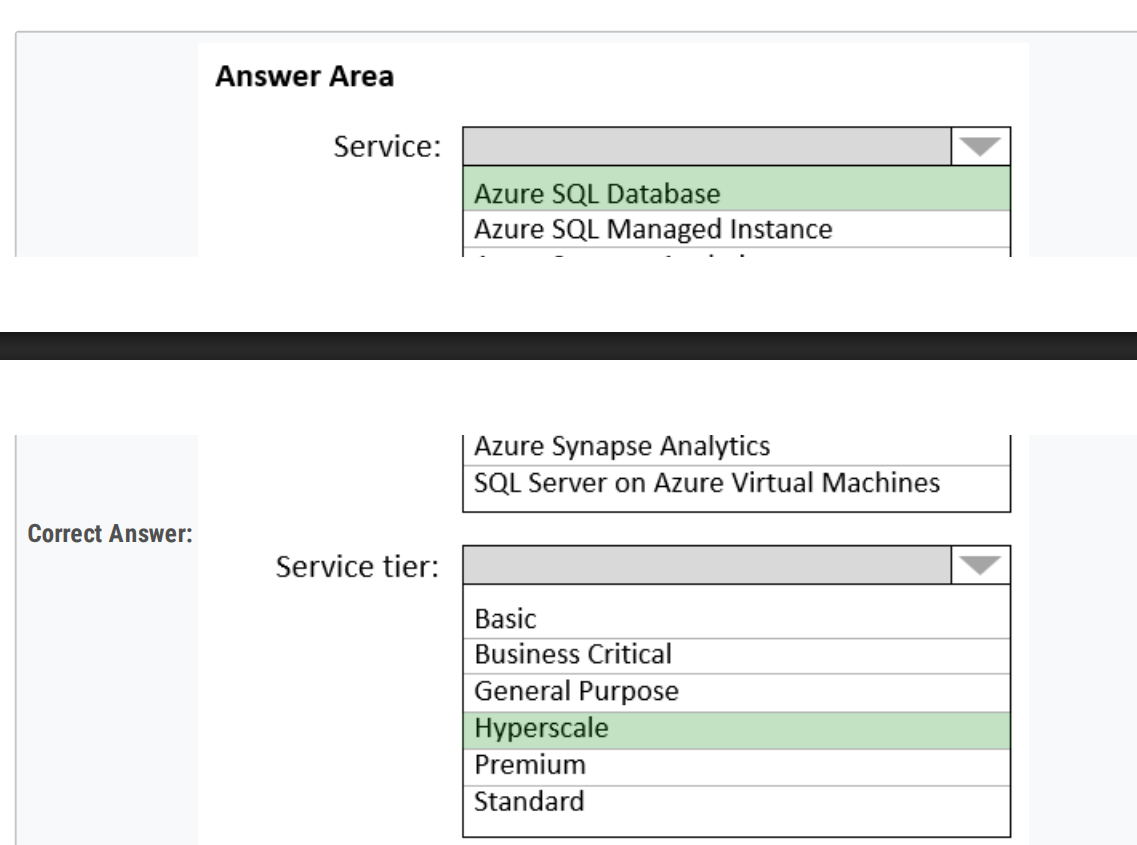 Answer Area
Service:
Azure SQL Database
Azure SQL Managed Instance
Azure Synapse Analytics
SQL Server on Azure Virtual Machines
Correct Answer:
Service tier:
Basic
Business Critical
General Purpose
Hyperscale
Premium
Standard